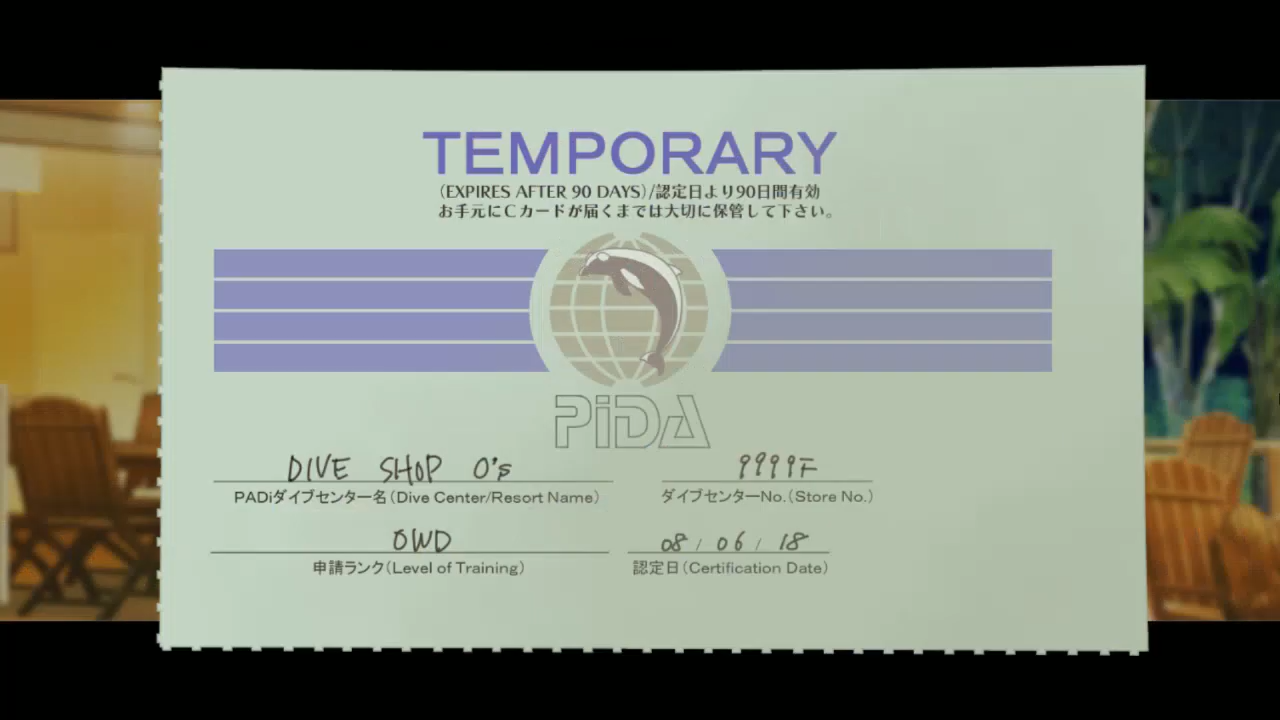 TEMPORARY
(EXPIRES AFTER 90 DAYS)/認定日より90日間有効
お手元にCカードが届くまでは大切に保管して下さい。
PiDA
DIVE SHOP O's 9999F
PADiダイブセンター名(Dive Center/Resort Name) ダイブセンターNo.(Store No.)
OWD 08 / 06 / 18
申請ランク(Level of Training) 認定日(Certification Date)